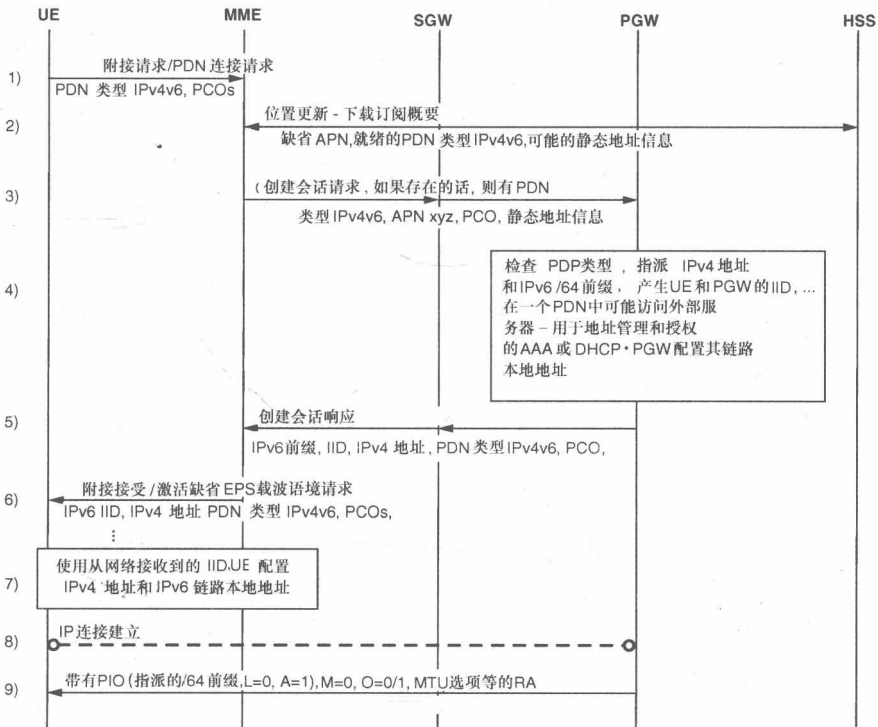 UE MME SGW PGW HSS
1)
附接请求/PDN 连接请求
PDN 类型 IPv4v6, PCOs
2)
位置更新 - 下载订阅概要
缺省 APN,就绪的PDN 类型 IPv4v6,可能的静态地址信息
3)
(创建会话请求, 如果存在的话, 则有 PDN
类型 IPv4v6, APN xyz, PCO, 静态地址信息
4)
检查 PDP类型 , 指派 IPv4 地址
和IPv6 /64 前缀, 产生UE 和 PGW 的 IID, ...
在一个PDN中可能访问外部服
务器 – 用于地址管理和授权
的 AAA 或 DHCP·PGW 配置其链路
本地地址
5)
创建会话响应
IPv6前缀, IID, IPv4 地址, PDN 类型IPv4v6, PCO,
6)
附接接受 / 激活缺省 EPS载波语境请求
IPv6 IID, IPv4 地址 PDN 类型 IPv4v6, PCOs,
⋮
7)
使用从网络接收到的 IID.UE 配置
IPv4 地址和 IPv6 链路本地地址
8)
IP 连接建立
9)
带有PIO (指派的/64 前缀,L=0, A=1), M=0, O=0/1, MTU选项等的RA